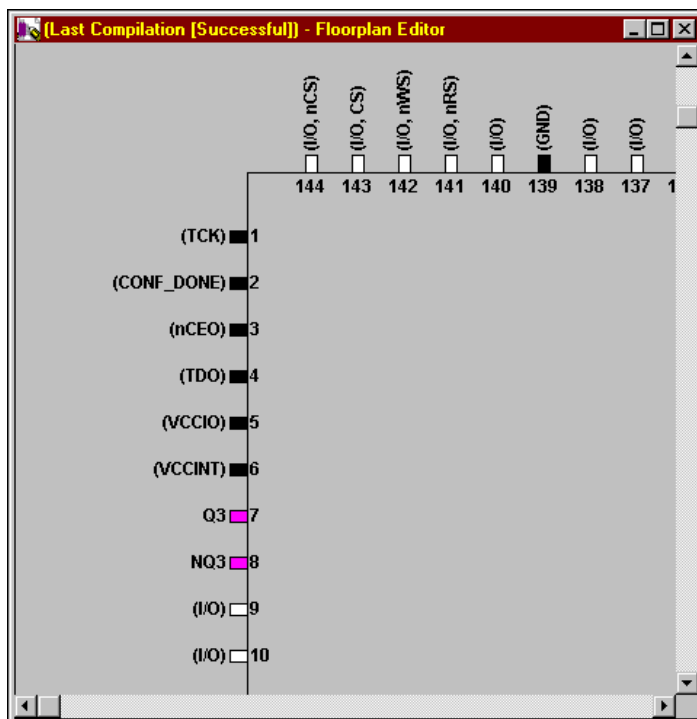 (Last Compilation [Successful]) - Floorplan Editor
(I/O, nCS)
(I/O, CS)
(I/O, nWS)
(I/O, nRS)
(I/O)
(GND)
(I/O)
(I/O)
144 143 142 141 140 139 138 137 1
(TCK) 1
(CONF_DONE) 2
(nCEO) 3
(TDO) 4
(VCCIO) 5
(VCCINT) 6
Q3 7
NQ3 8
(I/O) 9
(I/O) 10